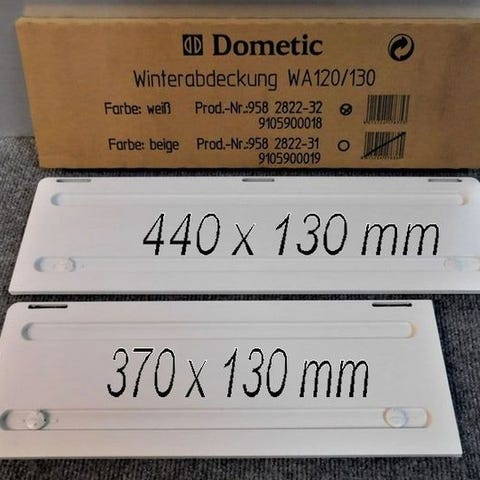 Dometic
Winterabdeckung WA120/130
Farbe: weiß Prod.-Nr.:958 2822-32
9105900018
Farbe: beige Prod.-Nr.:958 2822-31
9105900019
440 x 130 mm
370 x 130 mm